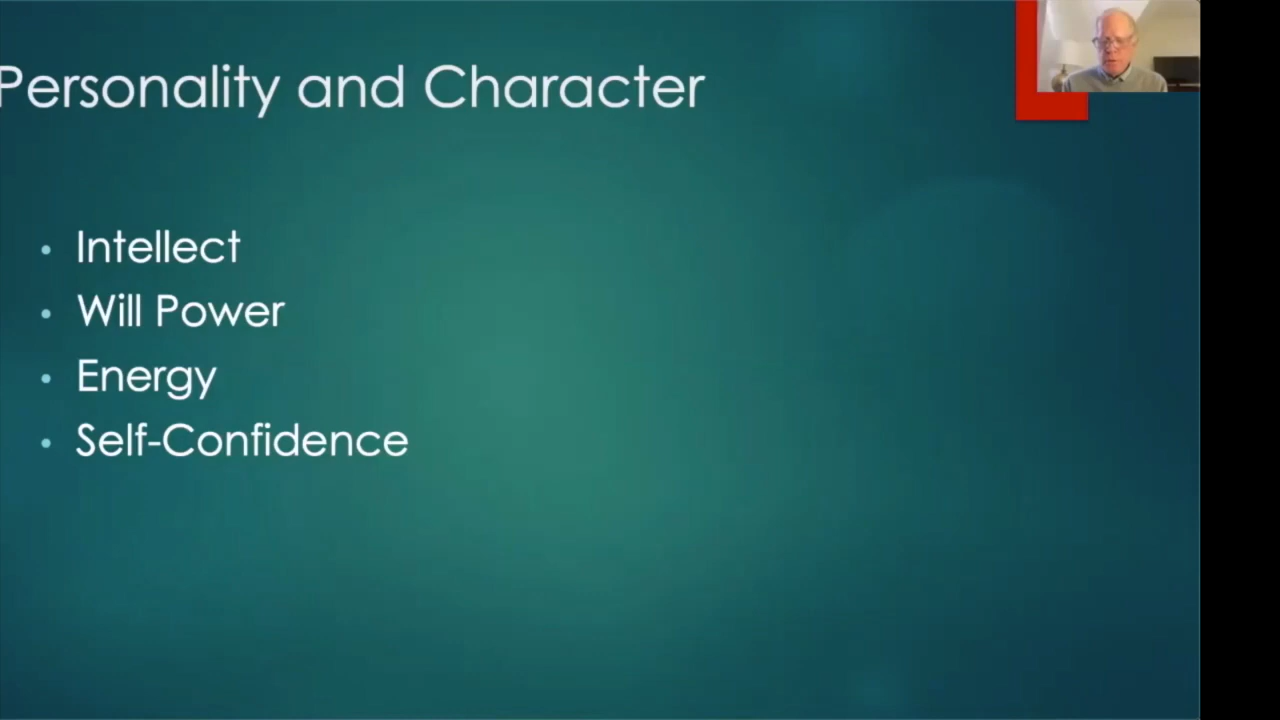 Personality and Character
Intellect
Will Power
Energy
Self-Confidence